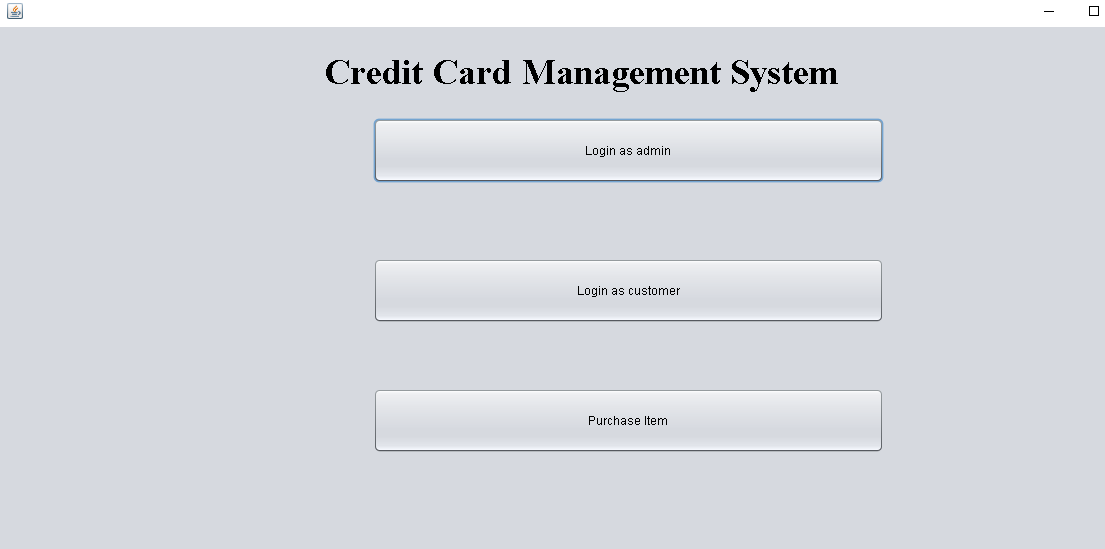 Credit Card Management System
Login as admin
Login as customer
Purchase Item